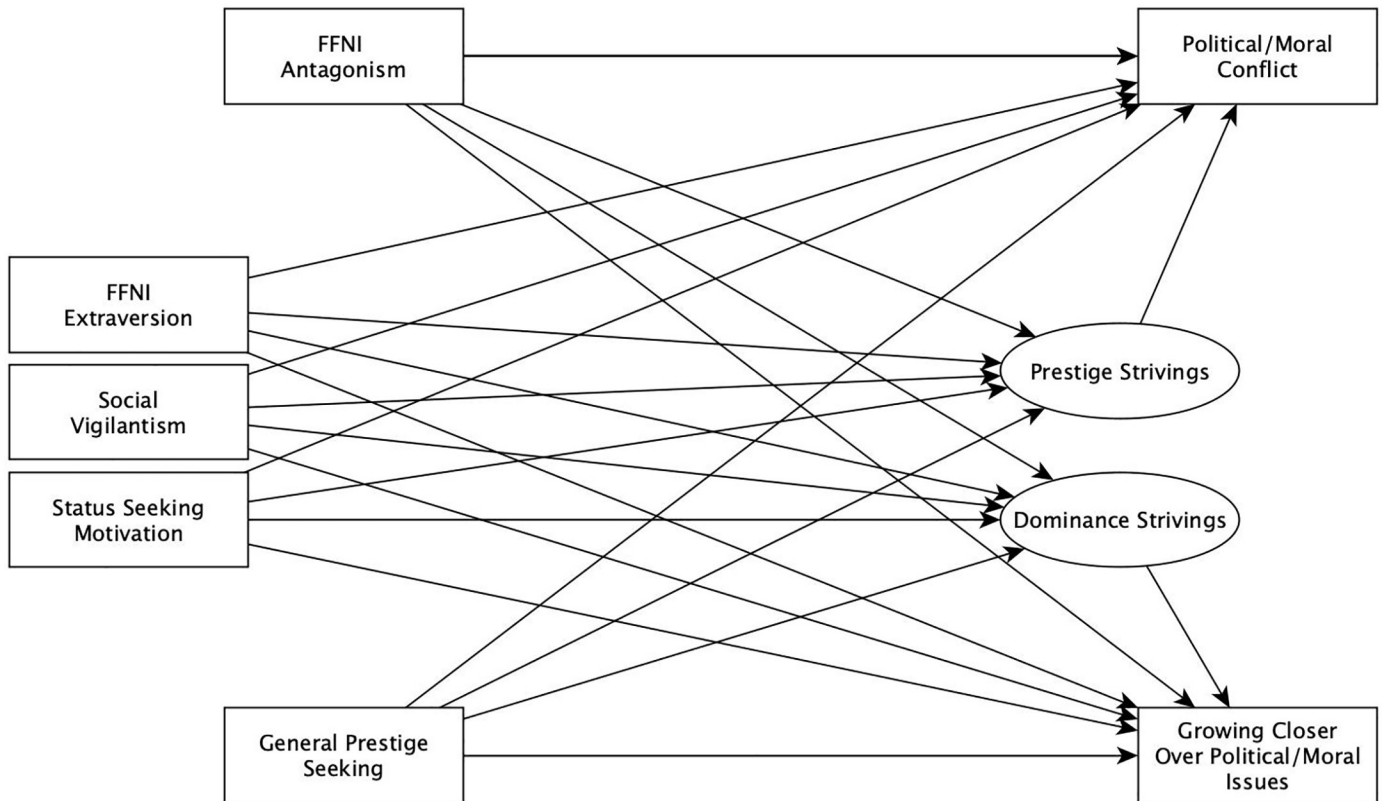 FFNI
Antagonism
Political/Moral
Conflict
FFNI
Extraversion
Social
Vigilantism
Status Seeking
Motivation
Prestige Strivings
Dominance Strivings
General Prestige
Seeking
Growing Closer
Over Political/Moral
Issues